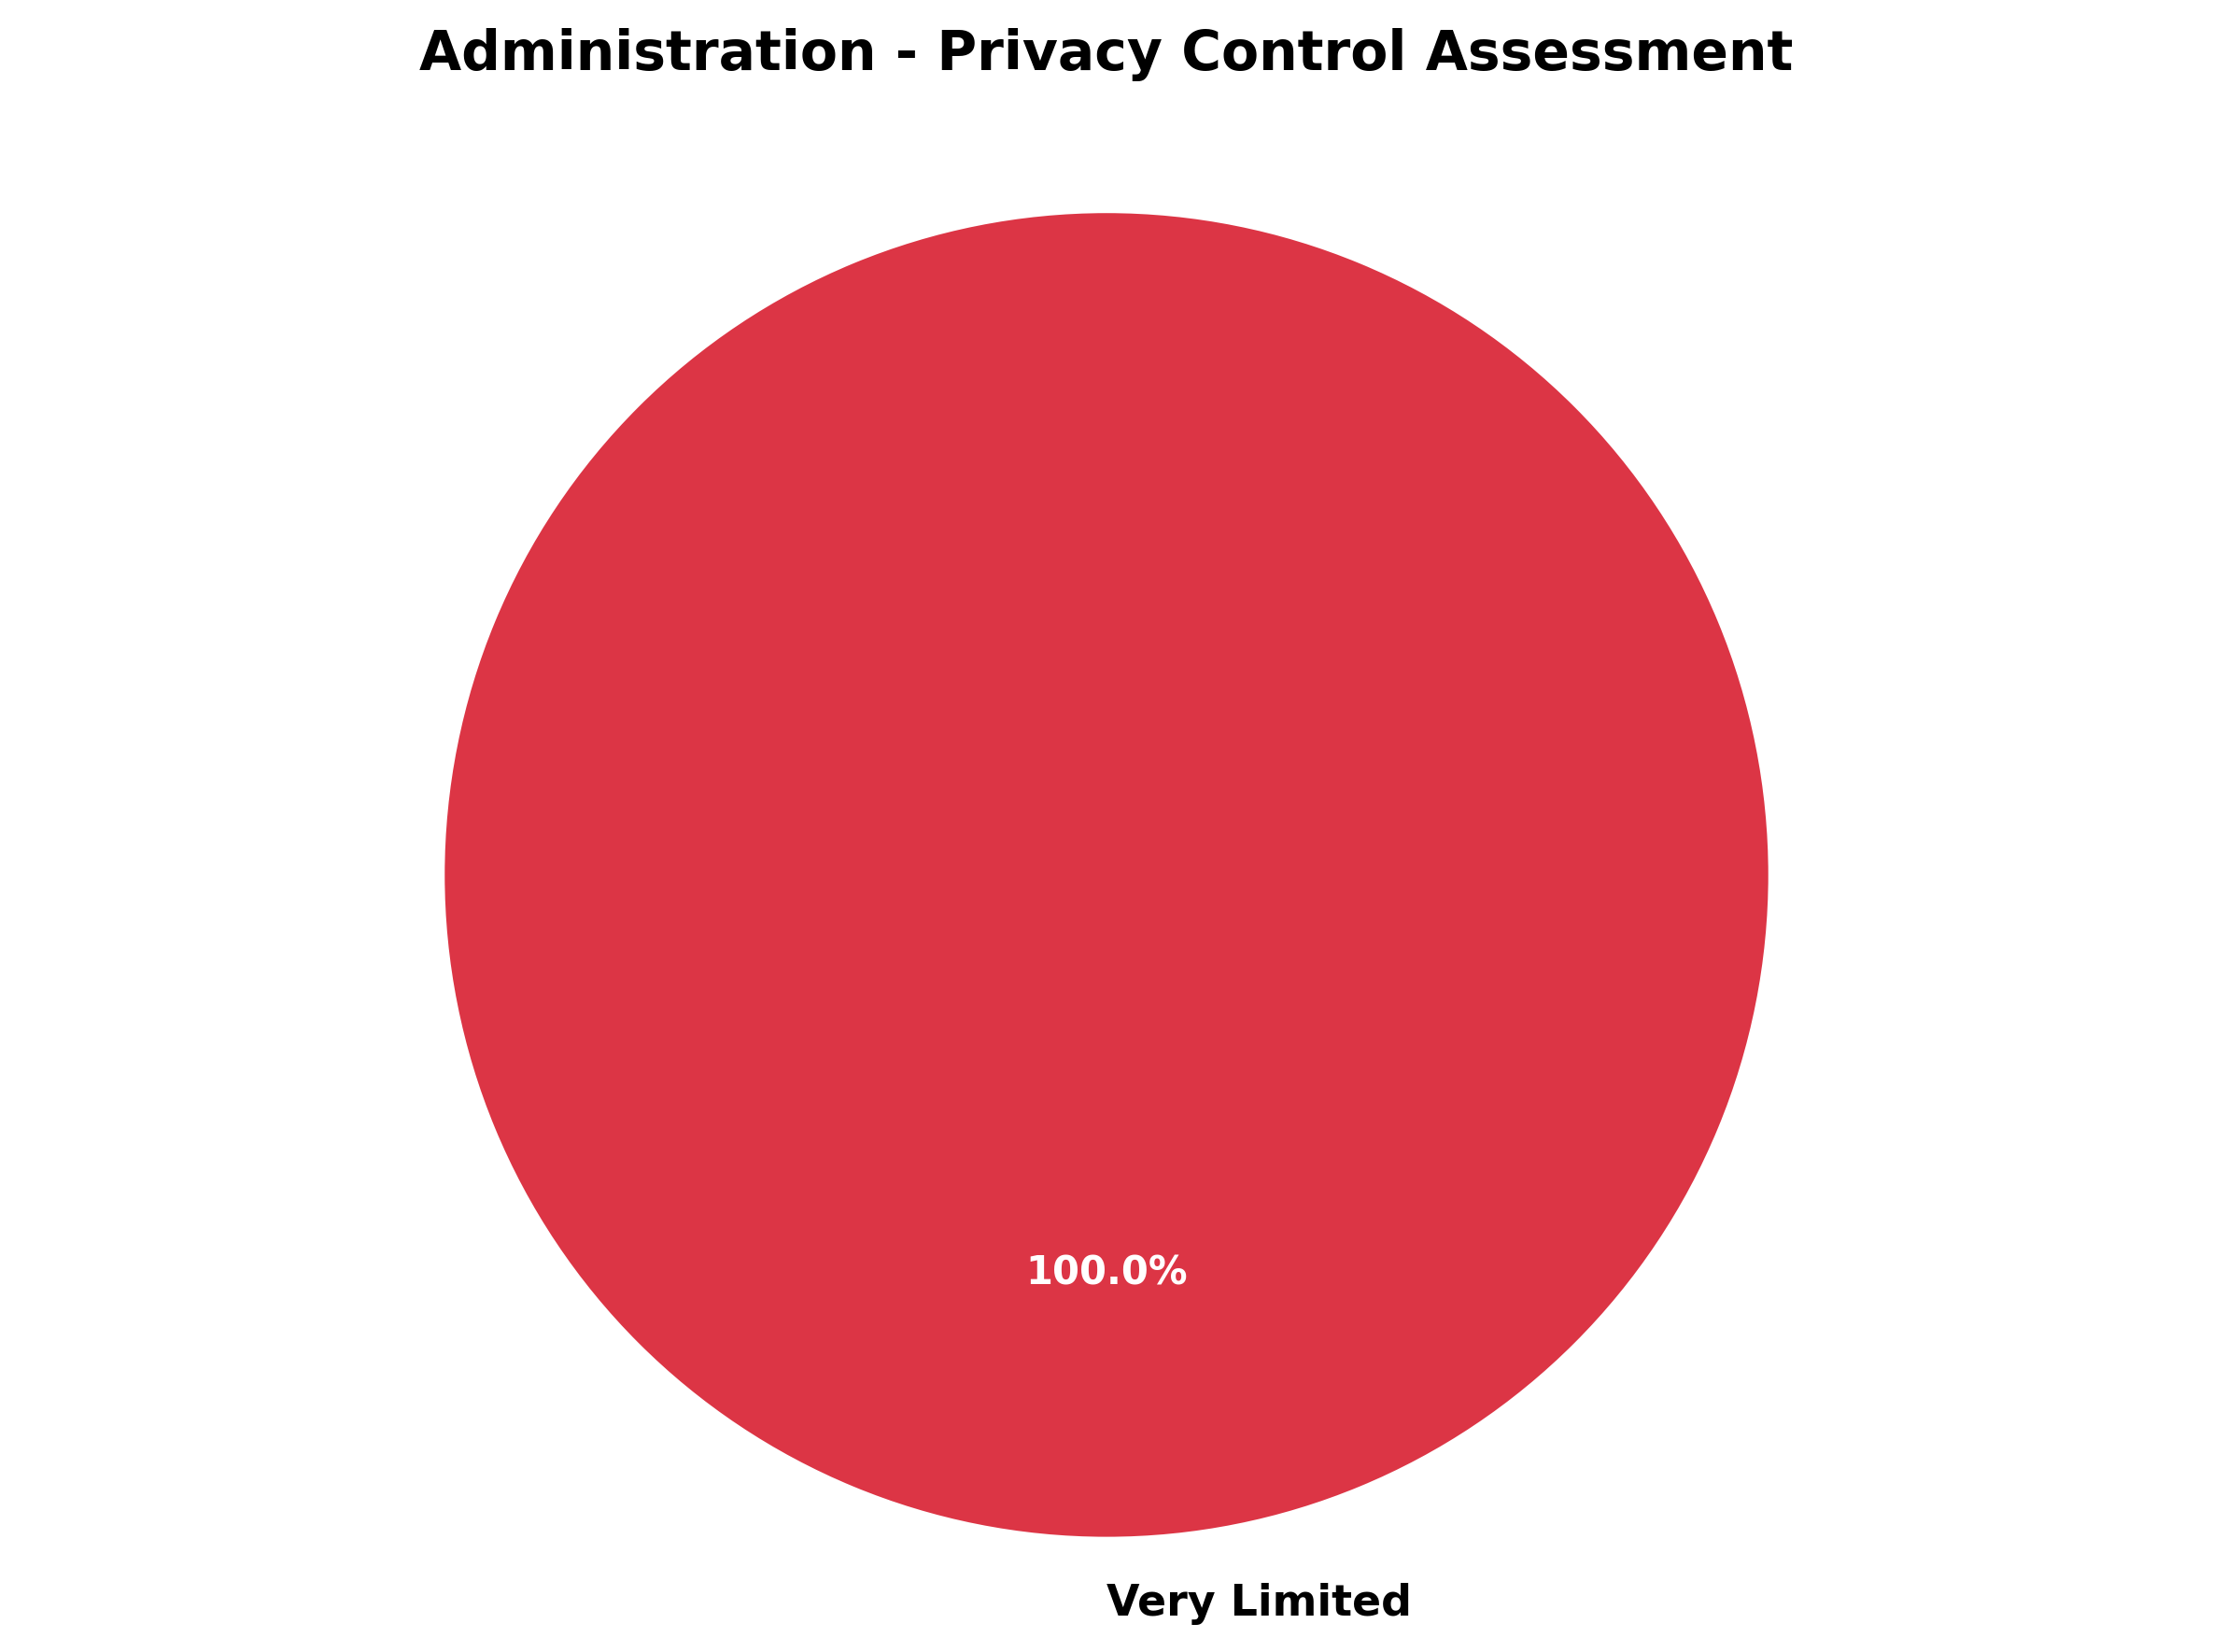 Administration - Privacy Control Assessment
100.0%
Very Limited